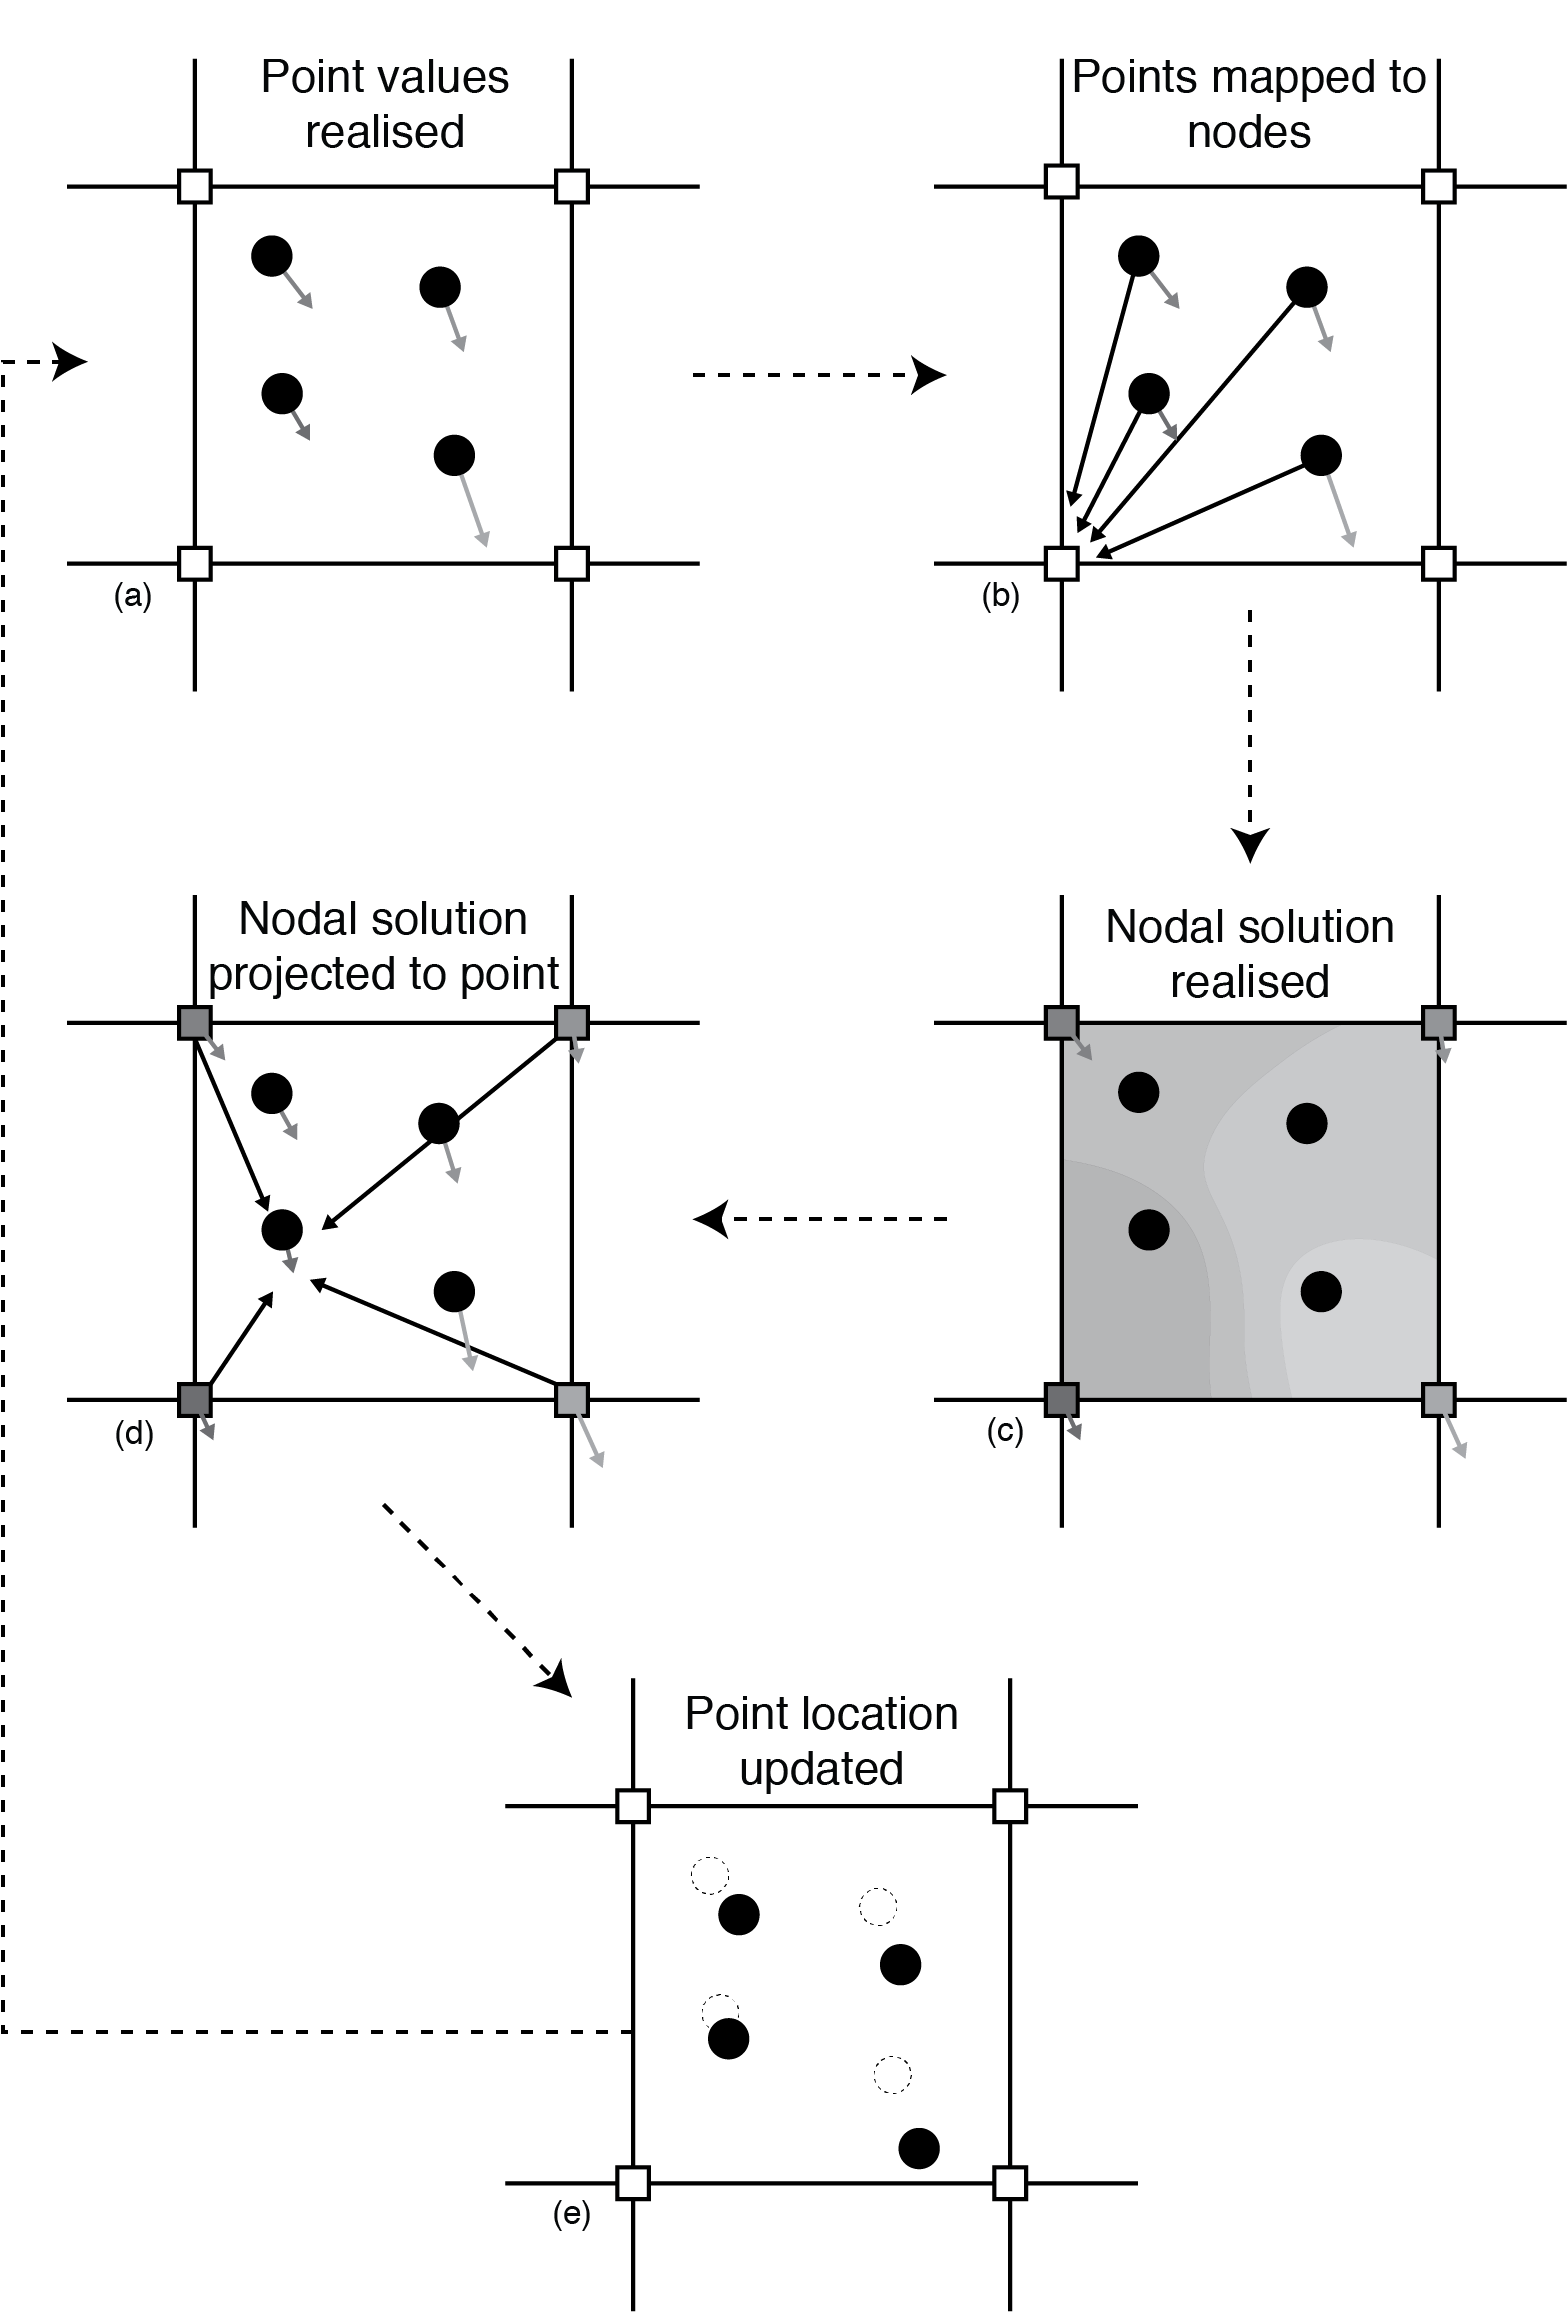 Point values
realised
(a)
Points mapped to
nodes
(b)
Nodal solution
realised
(c)
Nodal solution
projected to point
(d)
Point location
updated
(e)